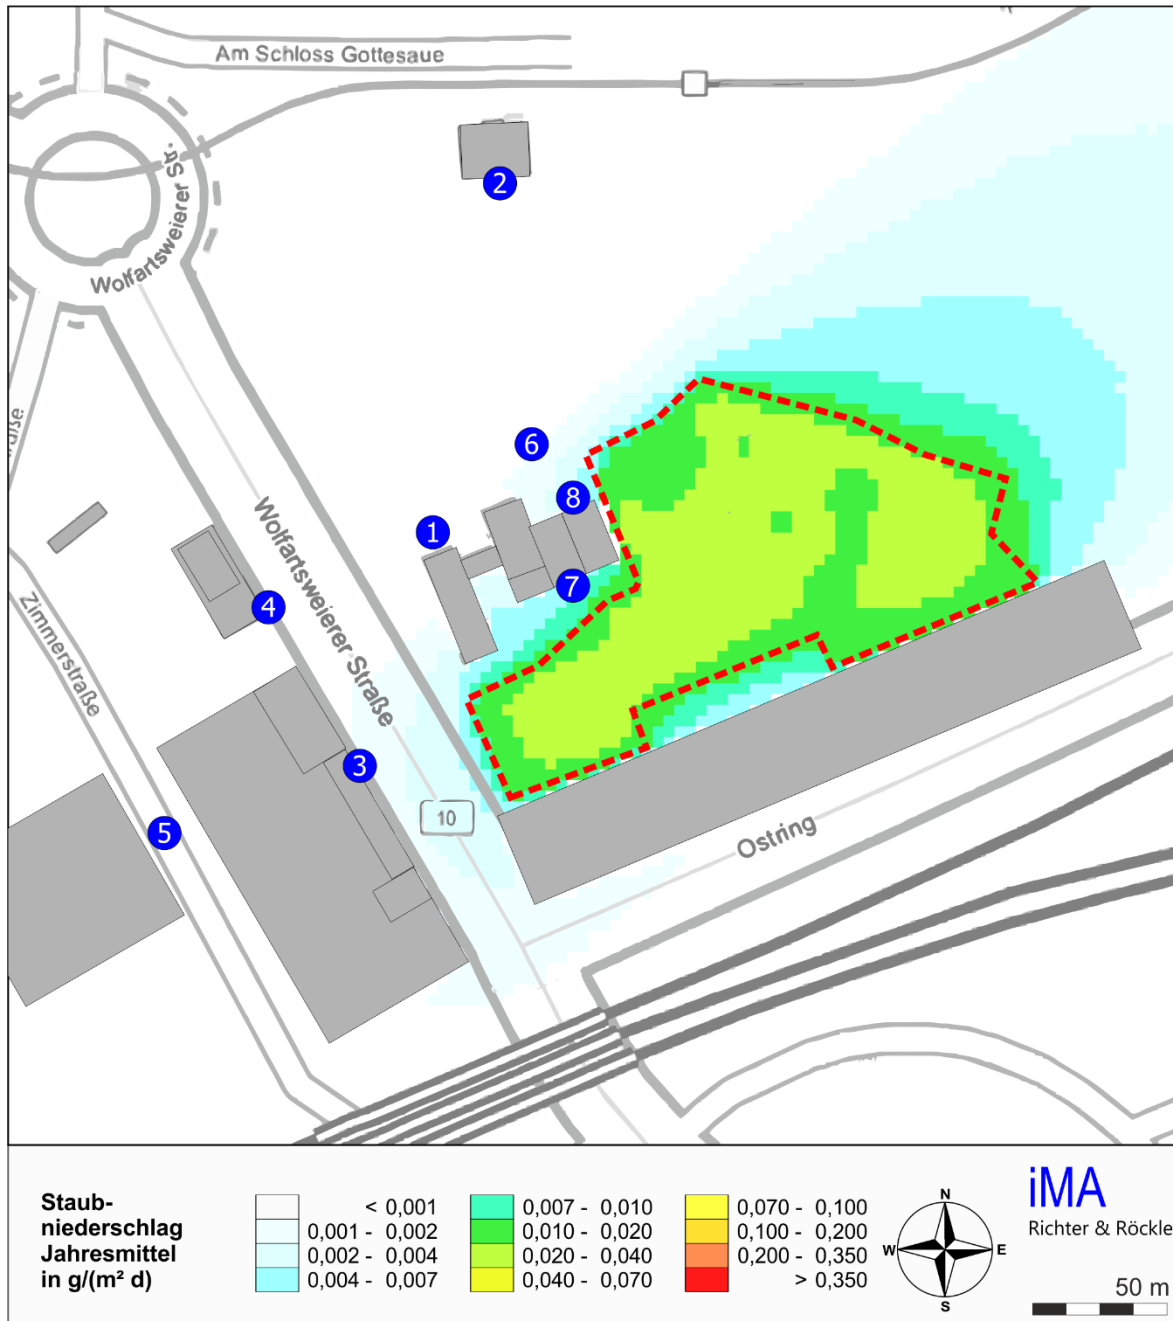 Am Schloss Gottesaue
Wolfartsweierer Str.
2
6
8
1
7
4
3
5
Wolfartsweierer Straße
Zimmerstraße
raße
10
Ostring
Staub-
niederschlag
Jahresmittel
in g/(m² d)
< 0,001
0,001 - 0,002
0,002 - 0,004
0,004 - 0,007
0,007 - 0,010
0,010 - 0,020
0,020 - 0,040
0,040 - 0,070
0,070 - 0,100
0,100 - 0,200
0,200 - 0,350
> 0,350
N
W
E
S
iMA
Richter & Röckle
50 m